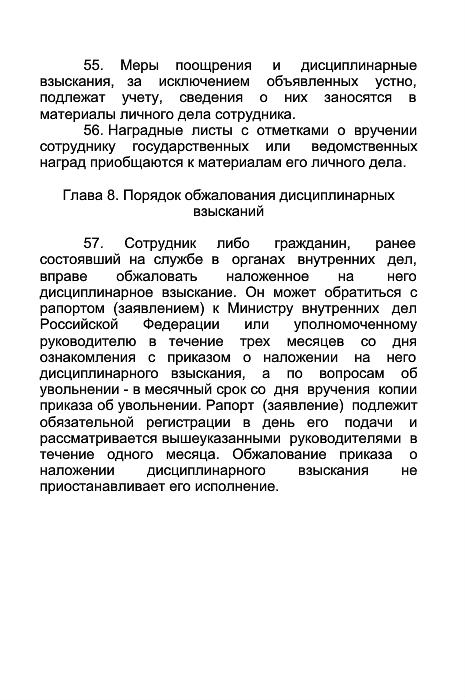 55. Меры поощрения и дисциплинарные
взыскания, за исключением объявленных устно,
подлежат учету, сведения о них заносятся в
материалы личного дела сотрудника.
56. Наградные листы с отметками о вручении
сотруднику государственных или ведомственных
наград приобщаются к материалам его личного дела.
Глава 8. Порядок обжалования дисциплинарных
взысканий
57. Сотрудник либо гражданин, ранее
состоявший на службе в органах внутренних дел,
вправе обжаловать наложенное на него
дисциплинарное взыскание. Он может обратиться с
рапортом (заявлением) к Министру внутренних дел
Российской Федерации или уполномоченному
руководителю в течение трех месяцев со дня
ознакомления с приказом о наложении на него
дисциплинарного взыскания, а по вопросам об
увольнении - в месячный срок со дня вручения копии
приказа об увольнении. Рапорт (заявление) подлежит
обязательной регистрации в день его подачи и
рассматривается вышеуказанными руководителями в
течение одного месяца. Обжалование приказа о
наложении дисциплинарного взыскания не
приостанавливает его исполнение.